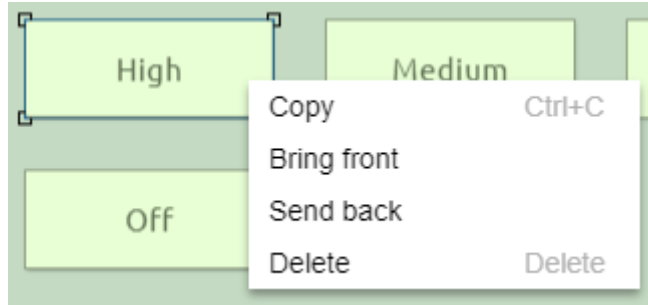 High
Medium
Copy Ctrl+C
Bring front
Send back
Off
Delete Delete